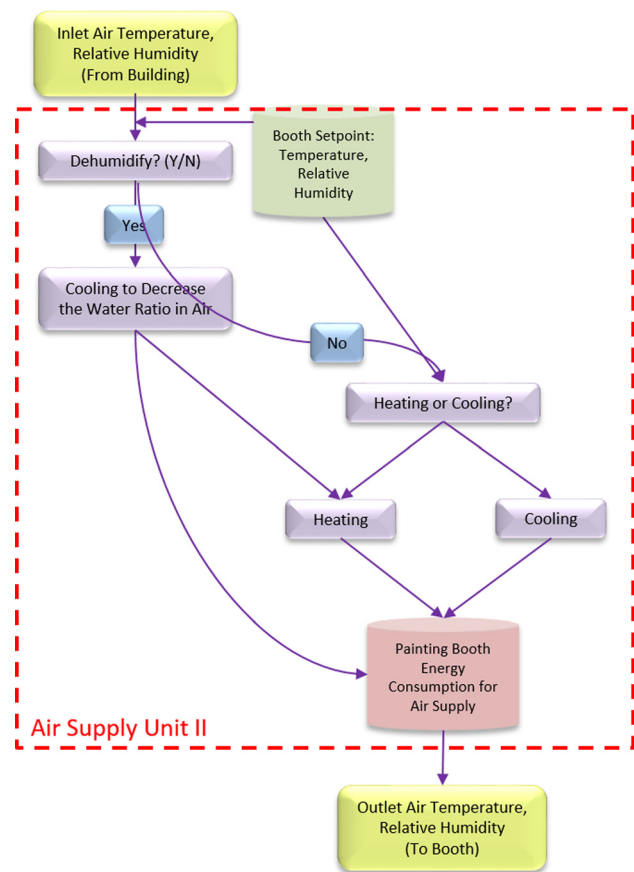 Inlet Air Temperature,
Relative Humidity
(From Building)
Booth Setpoint:
Temperature,
Relative
Humidity
Dehumidify? (Y/N)
Yes
Cooling to Decrease
the Water Ratio in Air
No
Heating or Cooling?
Heating
Cooling
Painting Booth
Energy
Consumption for
Air Supply
Air Supply Unit II
Outlet Air Temperature,
Relative Humidity
(To Booth)